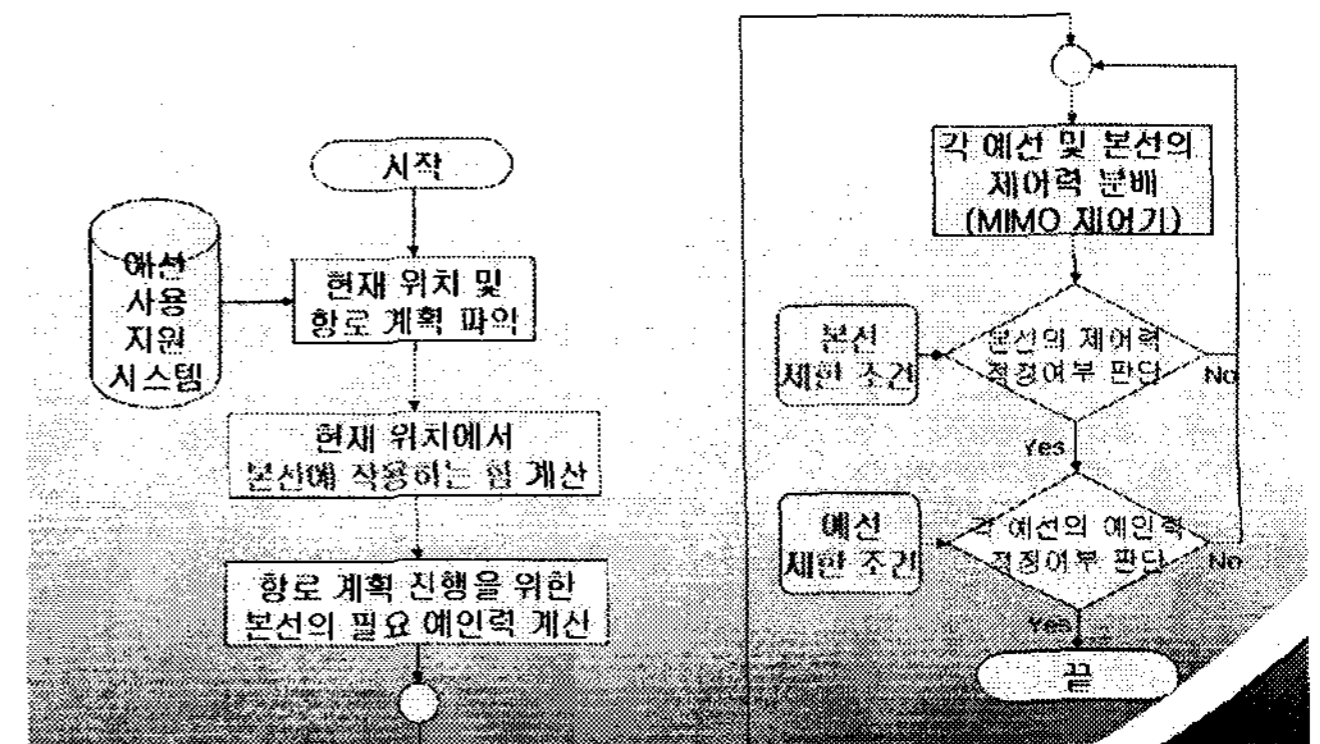 시작
예선
사용
지원
시스템
현재 위치 및
항로 계획 파악
현재 위치에서
본선에 작용하는 힘 계산
항로 계획 진행을 위한
본선의 필요 예인력 계산
각 예선 및 본선의
제어력 분배
(MIMO 제어기)
본선
제한 조건
본선의 제어력
적정여부 판단
No
Yes
예선
제한 조건
각 예선의 예인력
적정여부 판단
No
Yes
끝